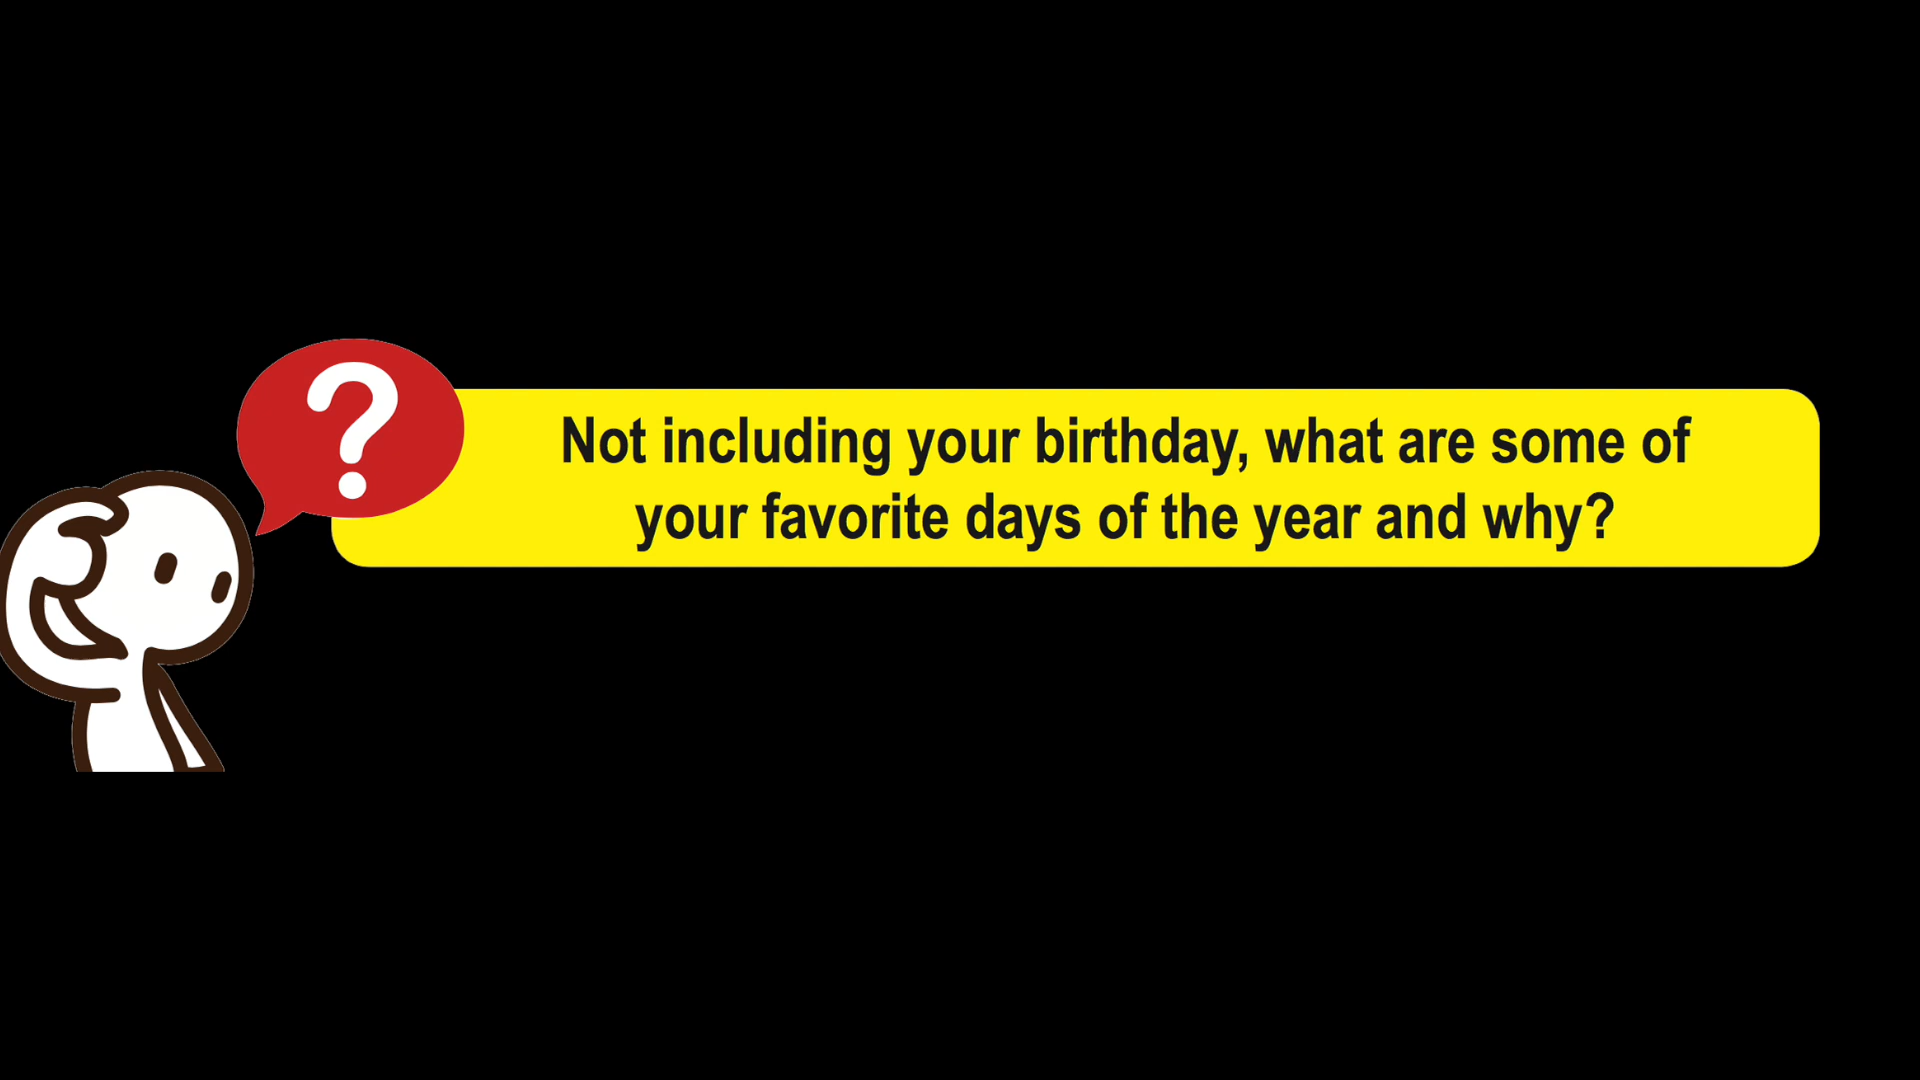 ?
Not including your birthday, what are some of
your favorite days of the year and why?